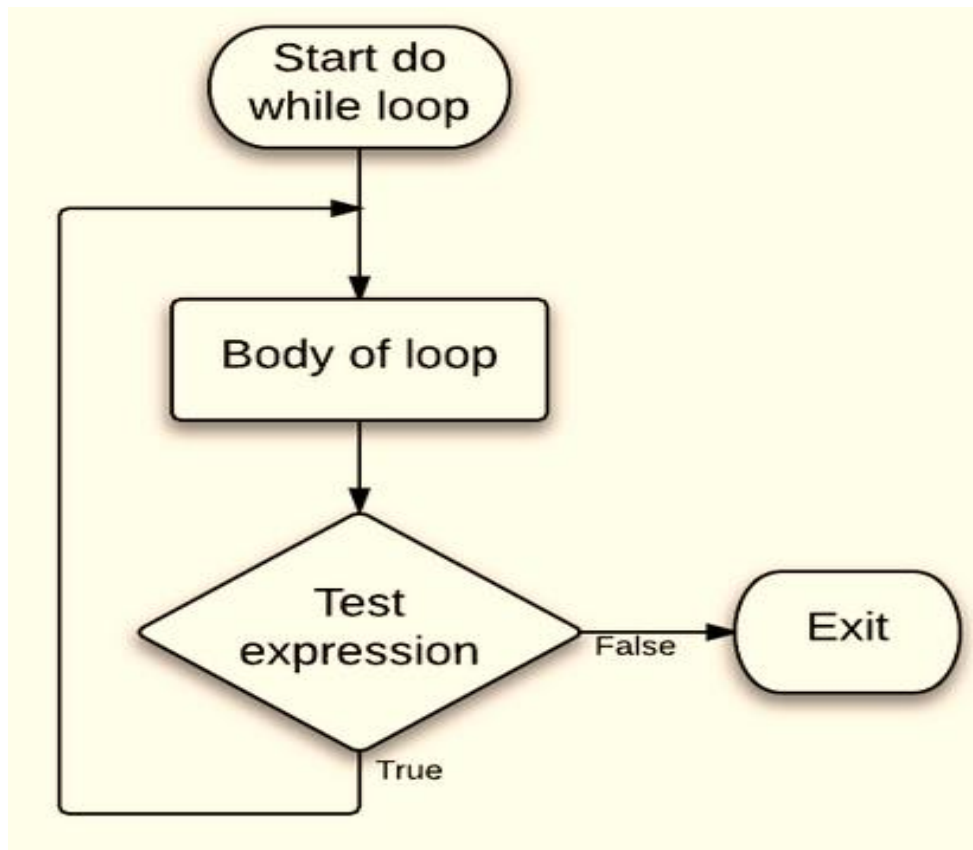 Start do
while loop
Body of loop
Test
expression
False
Exit
True